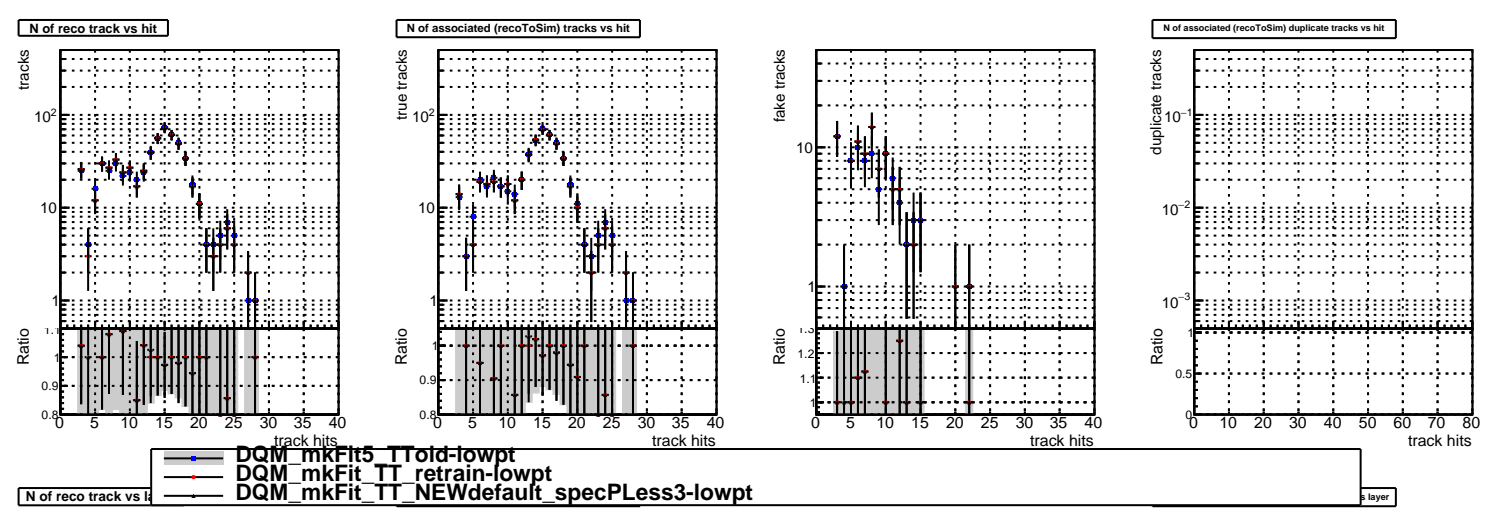 N of reco track vs hit
N of associated (recoToSim) tracks vs hit
N of associated (recoToSim) duplicate tracks vs hit
tracks
10²
10
1
Ratio
1.1
1
0.9
0.8
0 5 10 15 20 25 30 35 40
track hits
true tracks
10²
10
1
Ratio
1
0.9
0.8
0 5 10 15 20 25 30 35 40
track hits
fake tracks
10
1
Ratio
1.3
1.2
1.1
1
0 5 10 15 20 25 30 35 40
track hits
duplicate tracks
10⁻¹
10⁻²
10⁻³
Ratio
1
0.5
0
0 10 20 30 40 50 60 70 80
track hits
DQM_mkFit5_TTold-lowpt
DQM_mkFit_TT_retrain-lowpt
DQM_mkFit_TT_NEWdefault_specPLess3-lowpt
N of reco track vs la
s layer